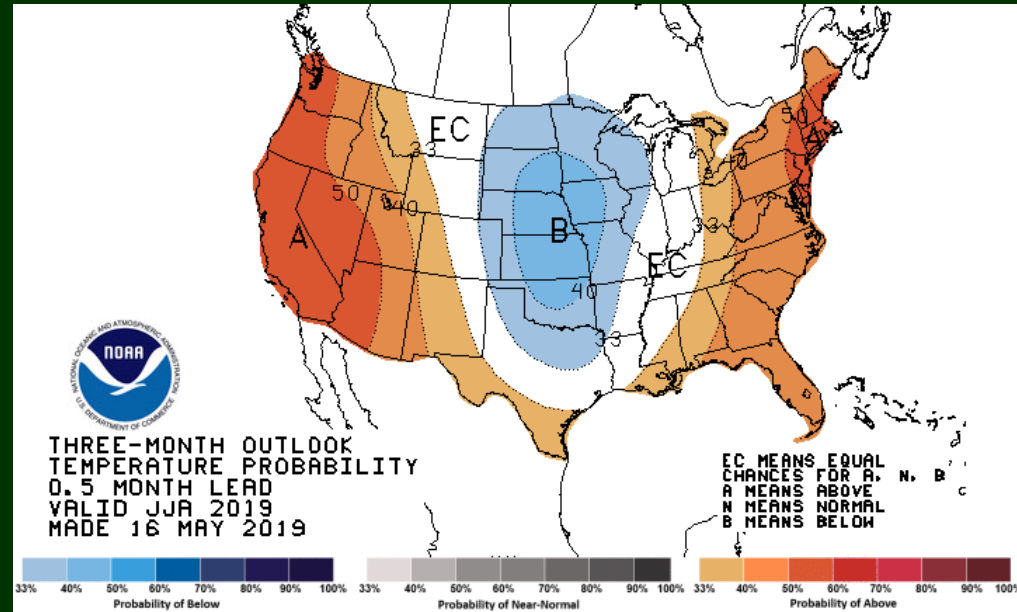 EC
33
50
40
A
B
40
33
EC
33
40
50
A
NATIONAL OCEANIC AND ATMOSPHERIC ADMINISTRATION
NOAA
U.S. DEPARTMENT OF COMMERCE
THREE-MONTH OUTLOOK
TEMPERATURE PROBABILITY
0.5 MONTH LEAD
VALID JJA 2019
MADE 16 MAY 2019
EC MEANS EQUAL
CHANCES FOR A, N, B
A MEANS ABOVE
N MEANS NORMAL
B MEANS BELOW
33% 40% 50% 60% 70% 80% 90% 100%
Probability of Below
33% 40% 50% 60% 70% 80% 90% 100%
Probability of Near-Normal
33% 40% 50% 60% 70% 80% 90% 100%
Probability of Above